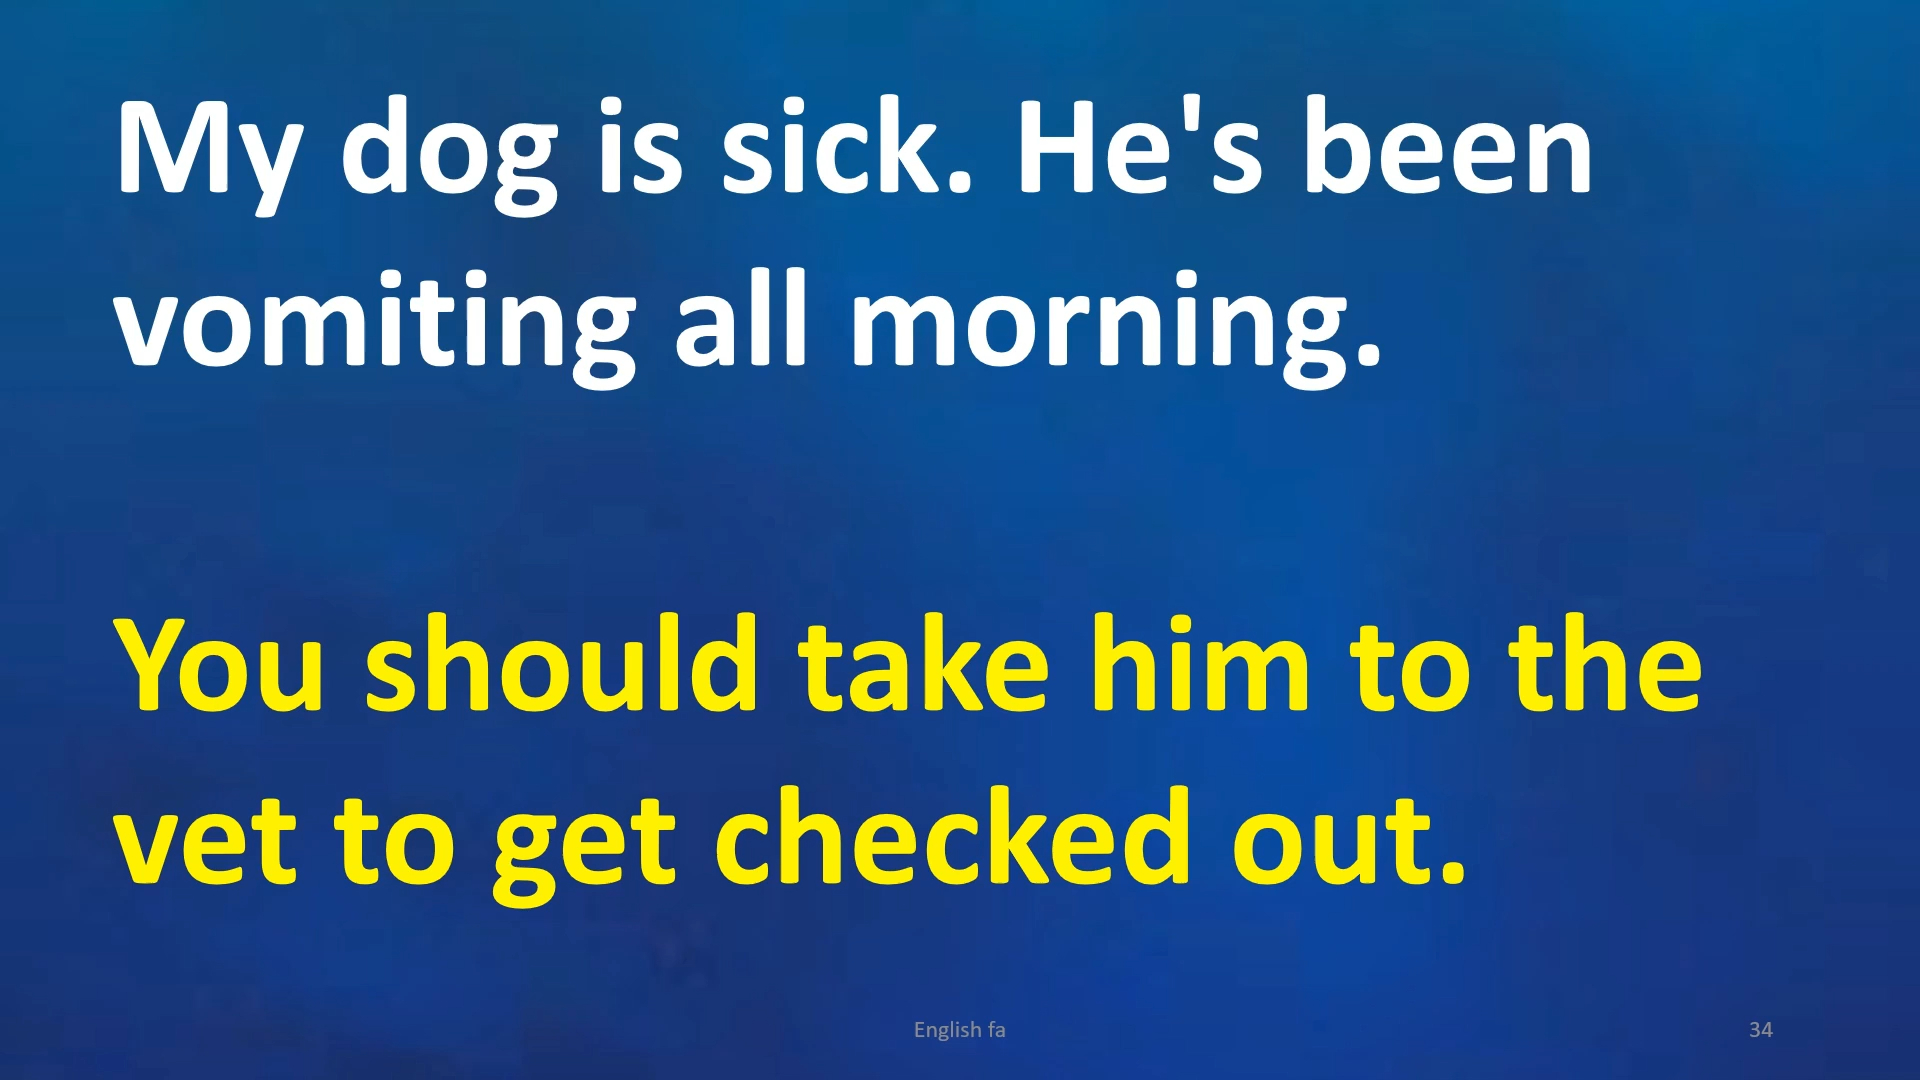 My dog is sick. He's been
vomiting all morning.
You should take him to the
vet to get checked out.
English fa
34